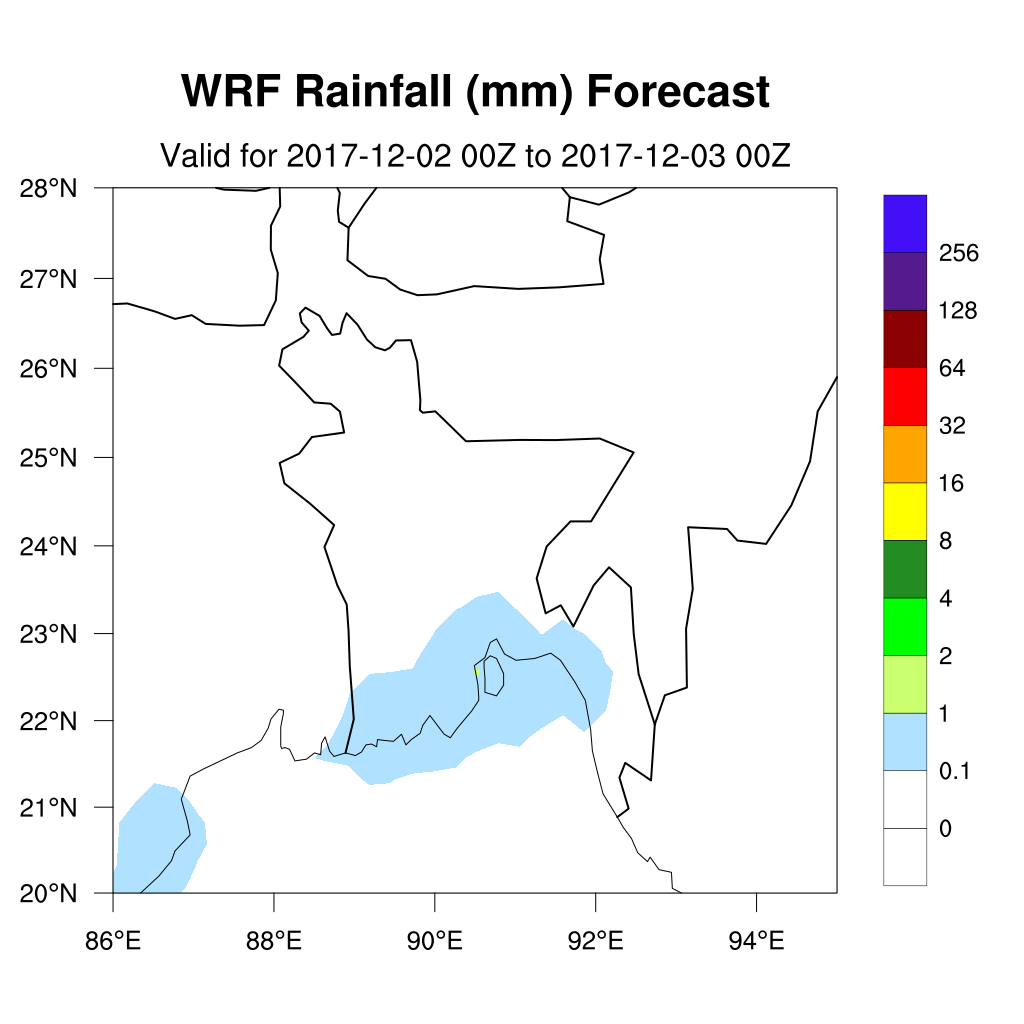 WRF Rainfall (mm) Forecast
Valid for 2017-12-02 00Z to 2017-12-03 00Z
28°N
27°N
26°N
25°N
24°N
23°N
22°N
21°N
20°N
86°E 88°E 90°E 92°E 94°E
256
128
64
32
16
8
4
2
1
0.1
0